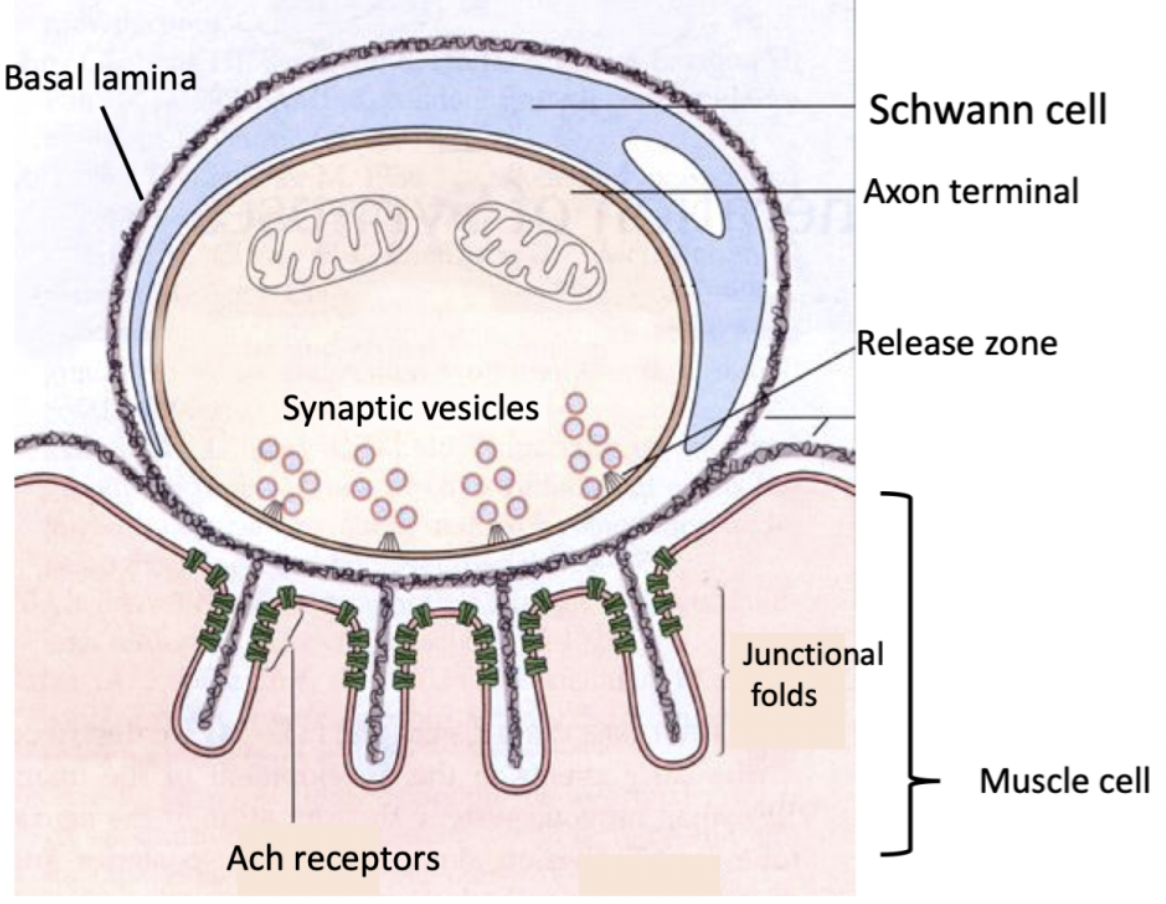 Basal lamina
Schwann cell
Axon terminal
Release zone
Synaptic vesicles
Junctional
folds
Muscle cell
Ach receptors